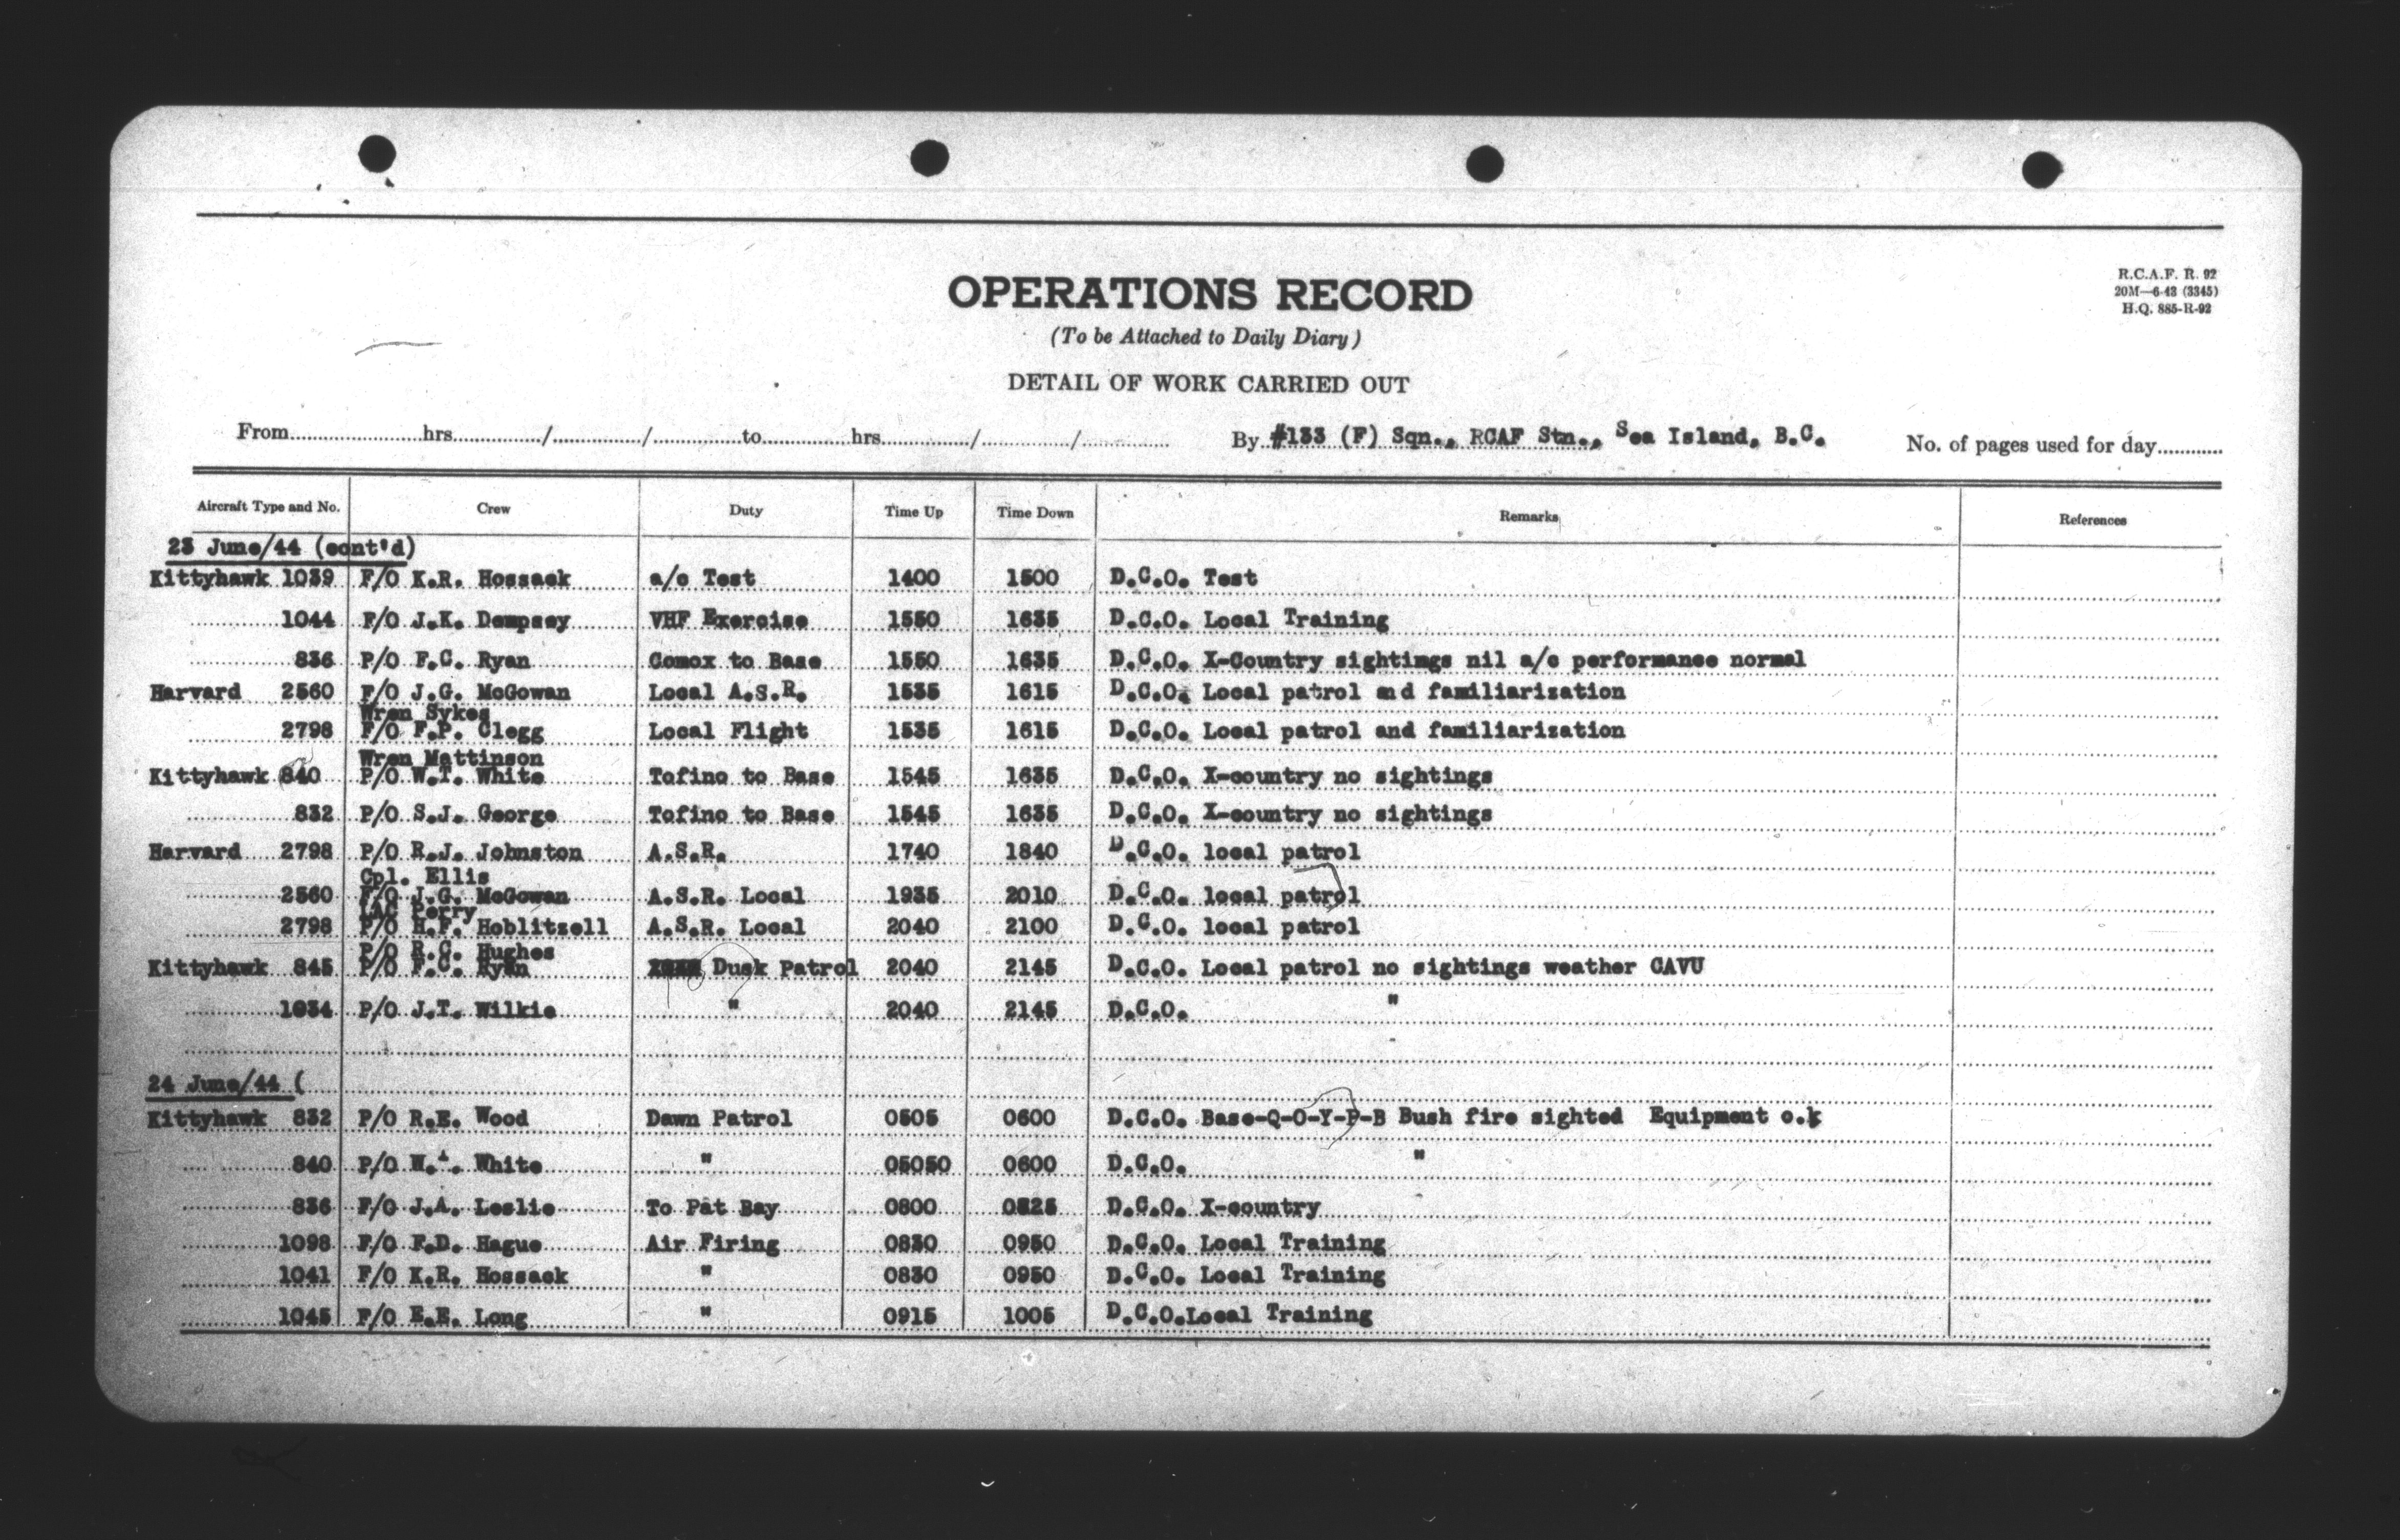 R.C.A.F. R. 92
20M—6-43 (3345)
H.Q. 885-R-92
OPERATIONS RECORD
(To be Attached to Daily Diary)
DETAIL OF WORK CARRIED OUT
From hrs / / to hrs / / By #133 (F) Sqn., RCAF Stn., Sea Island, B.C. No. of pages used for day
Aircraft Type and No. Crew Duty Time Up Time Down Remarks References
23 June/44 (cont'd)
Kittyhawk 1039 F/O K.R. Hossack a/c Test 1400 1500 D.C.O. Test
1044 F/O J.K. Dempsey VHF Exercise 1550 1635 D.C.O. Local Training
836 P/O F.C. Ryan Comox to Base 1550 1635 D.C.O. X-Country sightings nil a/c performance normal
Harvard 2560 F/O J.G. McGowan Local A.S.R. 1535 1615 D.C.O. Local patrol and familiarization
Wren Sykes
2798 F/O F.P. Clegg Local Flight 1535 1615 D.C.O. Local patrol and familiarization
Wren Mattinson
Kittyhawk 840 P/O W.T. White Tofino to Base 1545 1635 D.C.O. X-country no sightings
832 P/O S.J. George Tofino to Base 1545 1635 D.C.O. X-country no sightings
Harvard 2798 P/O R.J. Johnston A.S.R. 1740 1840 D.C.O. local patrol
Cpl. Ellis
2560 F/O J.G. McGowan A.S.R. Local 1935 2010 D.C.O. local patrol
LAC Perry
2798 P/O H.F. Hoblitzell A.S.R. Local 2040 2100 D.C.O. local patrol
P/O R.C. Hughes
Kittyhawk 845 P/O F.C. Ryan Dusk Patrol 2040 2145 D.C.O. Local patrol no sightings weather CAVU
1034 P/O J.T. Wilkie " 2040 2145 D.C.O. "
24 June/44 (
Kittyhawk 832 P/O R.E. Wood Dawn Patrol 0505 0600 D.C.O. Base-Q-O-Y-P-B Bush fire sighted Equipment o.k
840 P/O W. White " 05050 0600 D.C.O. "
836 F/O J.A. Leslie To Pat Bay 0800 0825 D.C.O. X-country
1098 F/O F.D. Hague Air Firing 0830 0950 D.C.O. Local Training
1041 F/O K.R. Hossack " 0830 0950 D.C.O. Local Training
1045 F/O E.E. Long " 0915 1005 D.C.O.Local Training